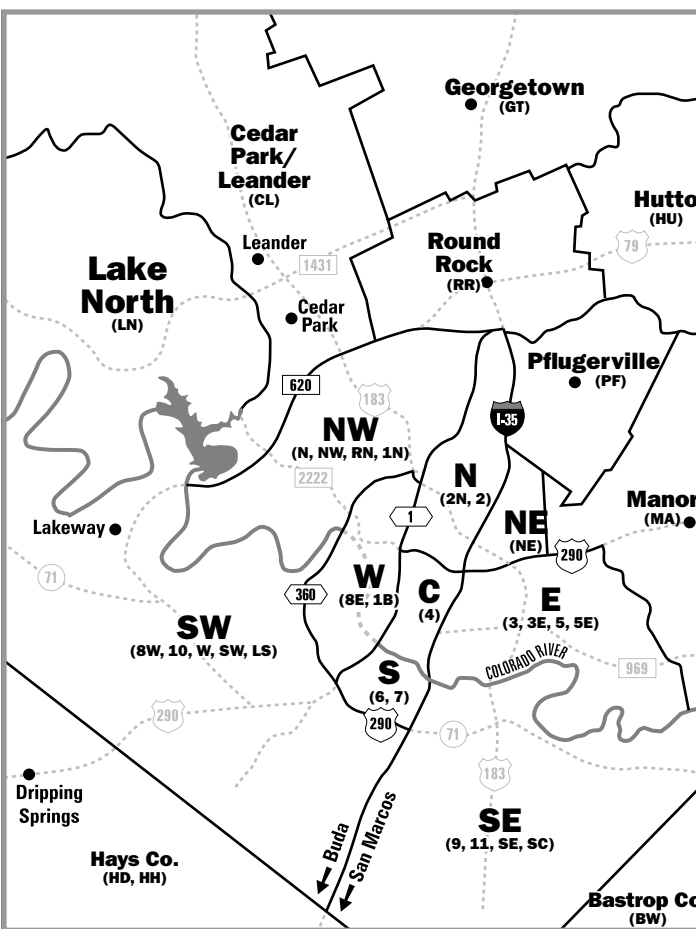 Georgetown
(GT)
Cedar
Park/
Leander
(CL)
Hutto
(HU)
Leander
1431
Round
Rock
(RR)
79
Lake
North
(LN)
Cedar
Park
Pflugerville
(PF)
620
183
I-35
NW
(N, NW, RN, 1N)
2222
N
(2N, 2)
Manor
(MA)
1
NE
(NE)
Lakeway
290
71
W
(8E, 1B)
C
(4)
360
E
(3, 3E, 5, 5E)
SW
(8W, 10, W, SW, LS)
COLORADO RIVER
969
S
(6, 7)
290
290
71
183
Dripping
Springs
SE
(9, 11, SE, SC)
Buda
San Marcos
Hays Co.
(HD, HH)
Bastrop Co
(BW)